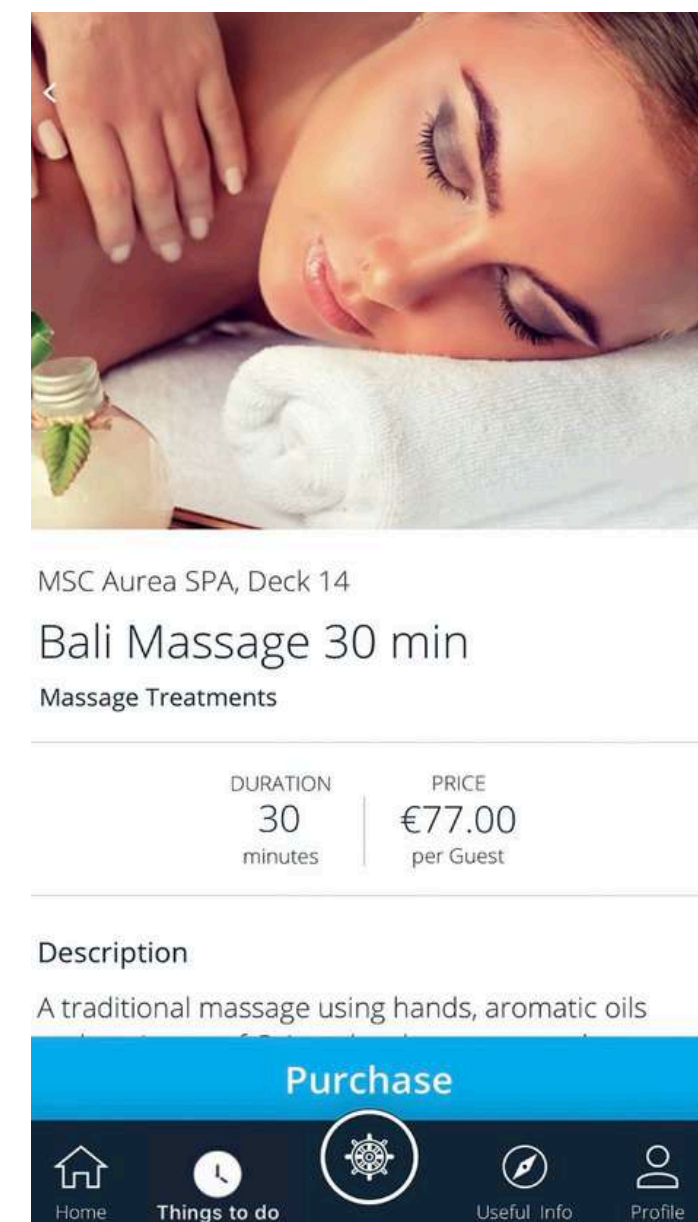 MSC Aurea SPA, Deck 14
Bali Massage 30 min
Massage Treatments
DURATION
30
minutes
PRICE
€77.00
per Guest
Description
A traditional massage using hands, aromatic oils
Purchase
Home
Things to do
Useful Info
Profile